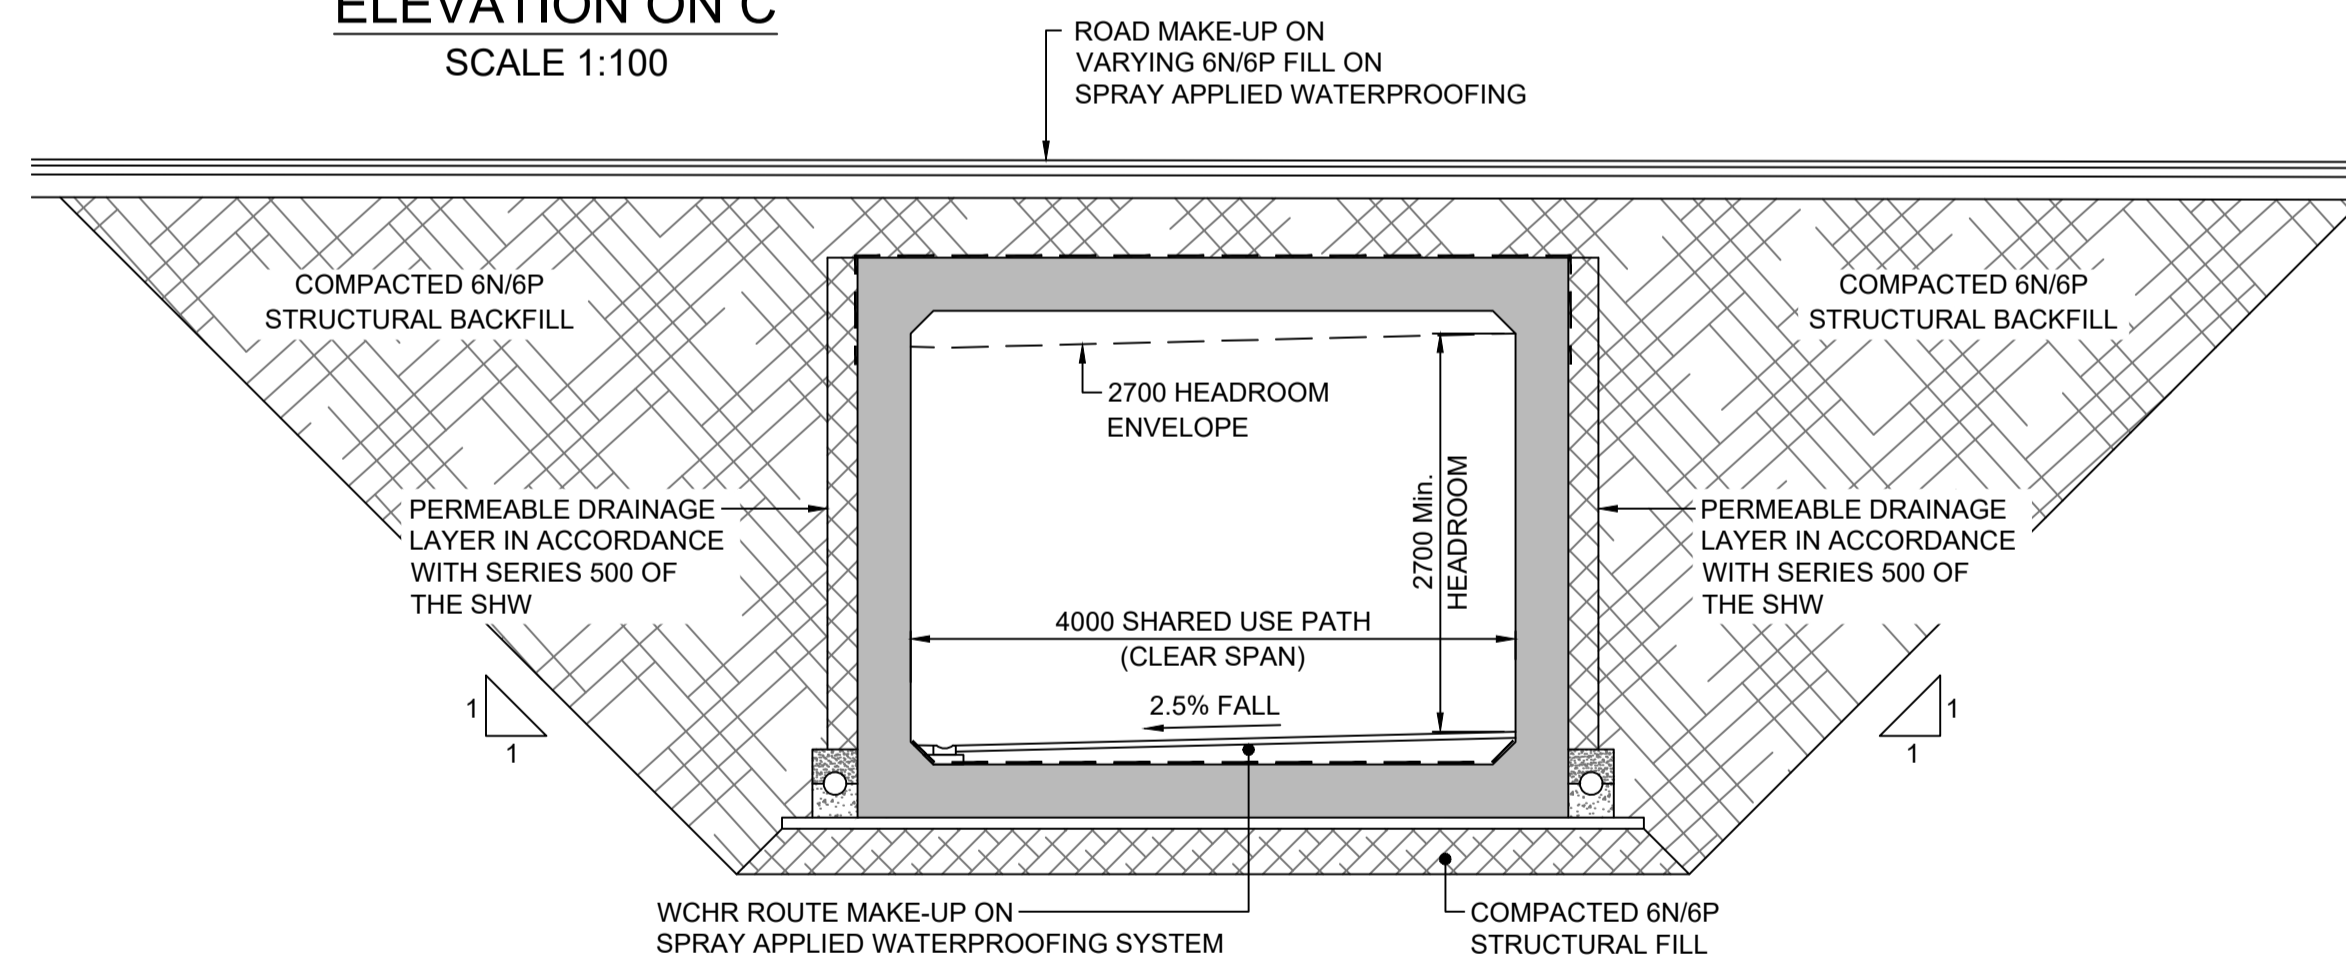 ELEVATION ON C
SCALE 1:100
ROAD MAKE-UP ON
VARYING 6N/6P FILL ON
SPRAY APPLIED WATERPROOFING
COMPACTED 6N/6P
STRUCTURAL BACKFILL
COMPACTED 6N/6P
STRUCTURAL BACKFILL
2700 HEADROOM
ENVELOPE
2700 Min.
HEADROOM
PERMEABLE DRAINAGE
LAYER IN ACCORDANCE
WITH SERIES 500 OF
THE SHW
PERMEABLE DRAINAGE
LAYER IN ACCORDANCE
WITH SERIES 500 OF
THE SHW
4000 SHARED USE PATH
(CLEAR SPAN)
2.5% FALL
1
1
1
1
WCHR ROUTE MAKE-UP ON
SPRAY APPLIED WATERPROOFING SYSTEM
COMPACTED 6N/6P
STRUCTURAL FILL